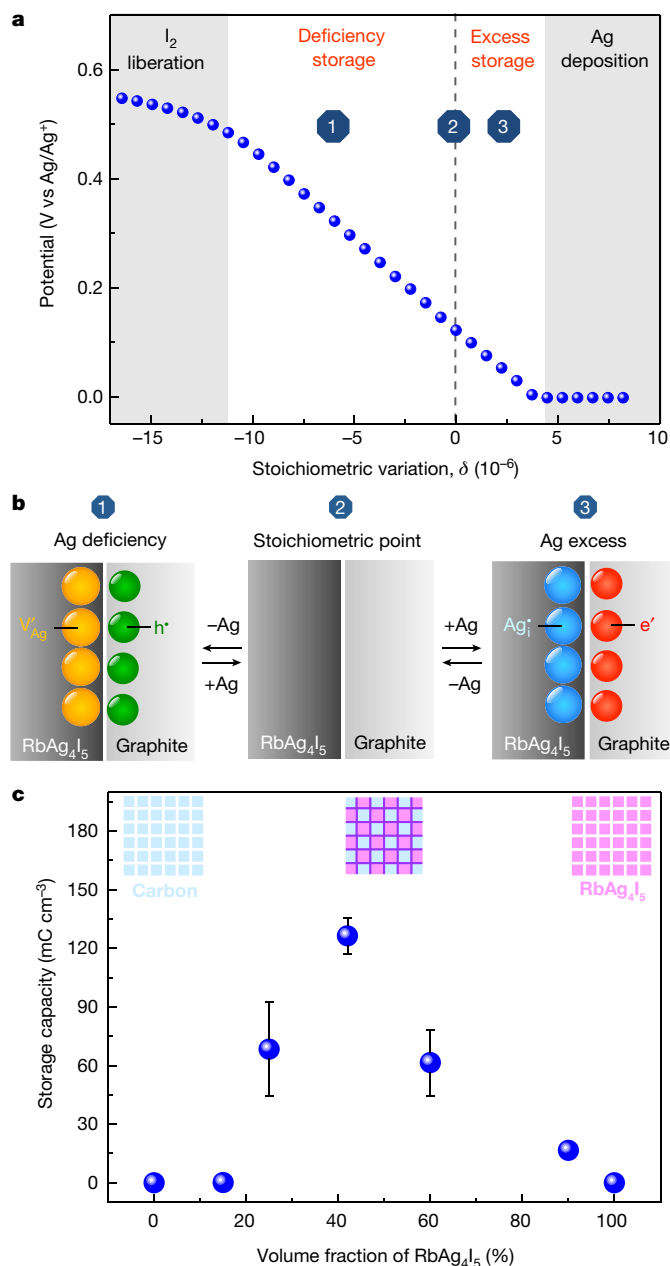 a
I₂
liberation
Deficiency
storage
Excess
storage
Ag
deposition
1
2
3
0.6
0.4
0.2
0.0
Potential (V vs Ag/Ag⁺)
−15
−10
−5
0
5
10
Stoichiometric variation, δ (10⁻⁶)
b
1
2
3
Ag deficiency
Stoichiometric point
Ag excess
V′Ag
h•
−Ag
+Ag
+Ag
−Ag
Ag•i
e′
RbAg₄I₅
Graphite
RbAg₄I₅
Graphite
RbAg₄I₅
Graphite
c
180
150
120
90
60
30
0
Storage capacity (mC cm⁻³)
Carbon
RbAg₄I₅
0
20
40
60
80
100
Volume fraction of RbAg₄I₅ (%)